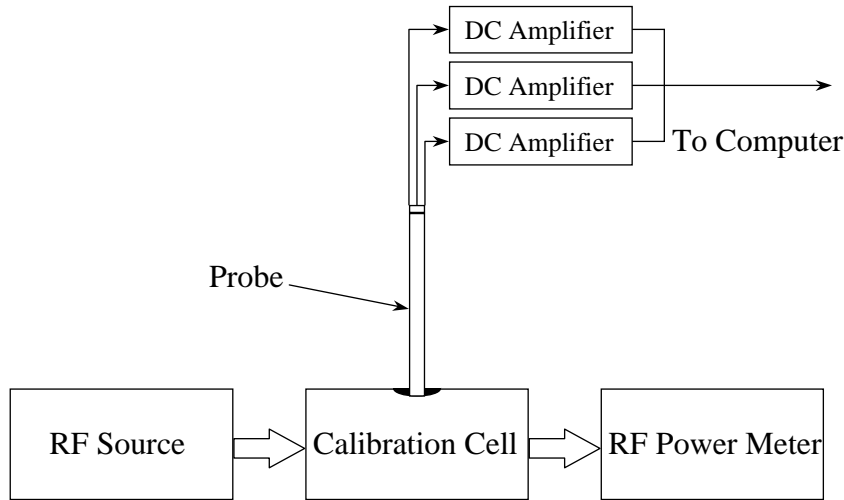 DC Amplifier
DC Amplifier
DC Amplifier
To Computer
Probe
RF Source
Calibration Cell
RF Power Meter